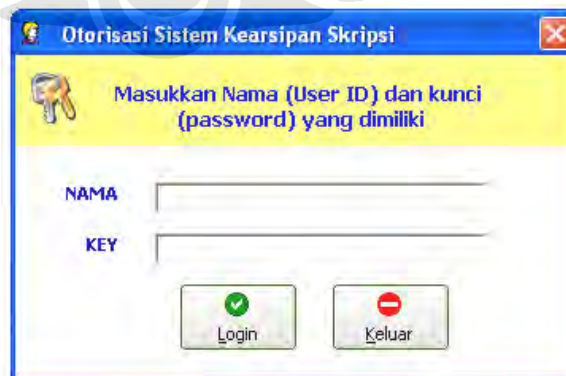 Otorisasi Sistem Kearsipan Skripsi
Masukkan Nama (User ID) dan kunci
(password) yang dimiliki
NAMA
KEY
Login
Keluar